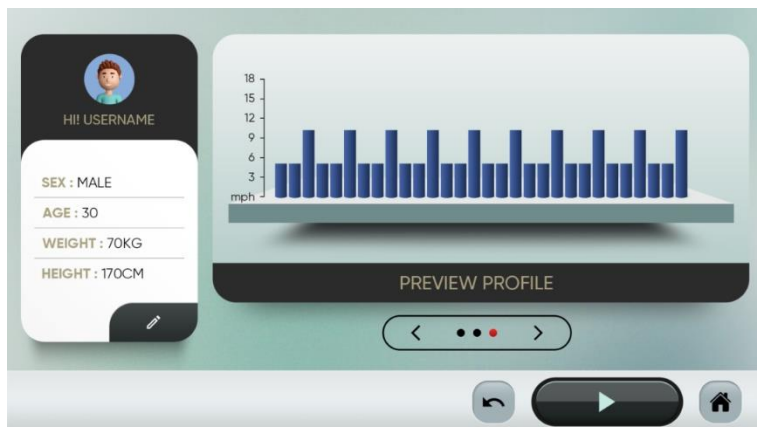 HI! USERNAME
SEX : MALE
AGE : 30
WEIGHT : 70KG
HEIGHT : 170CM
18
15
12
9
6
3
mph
PREVIEW PROFILE